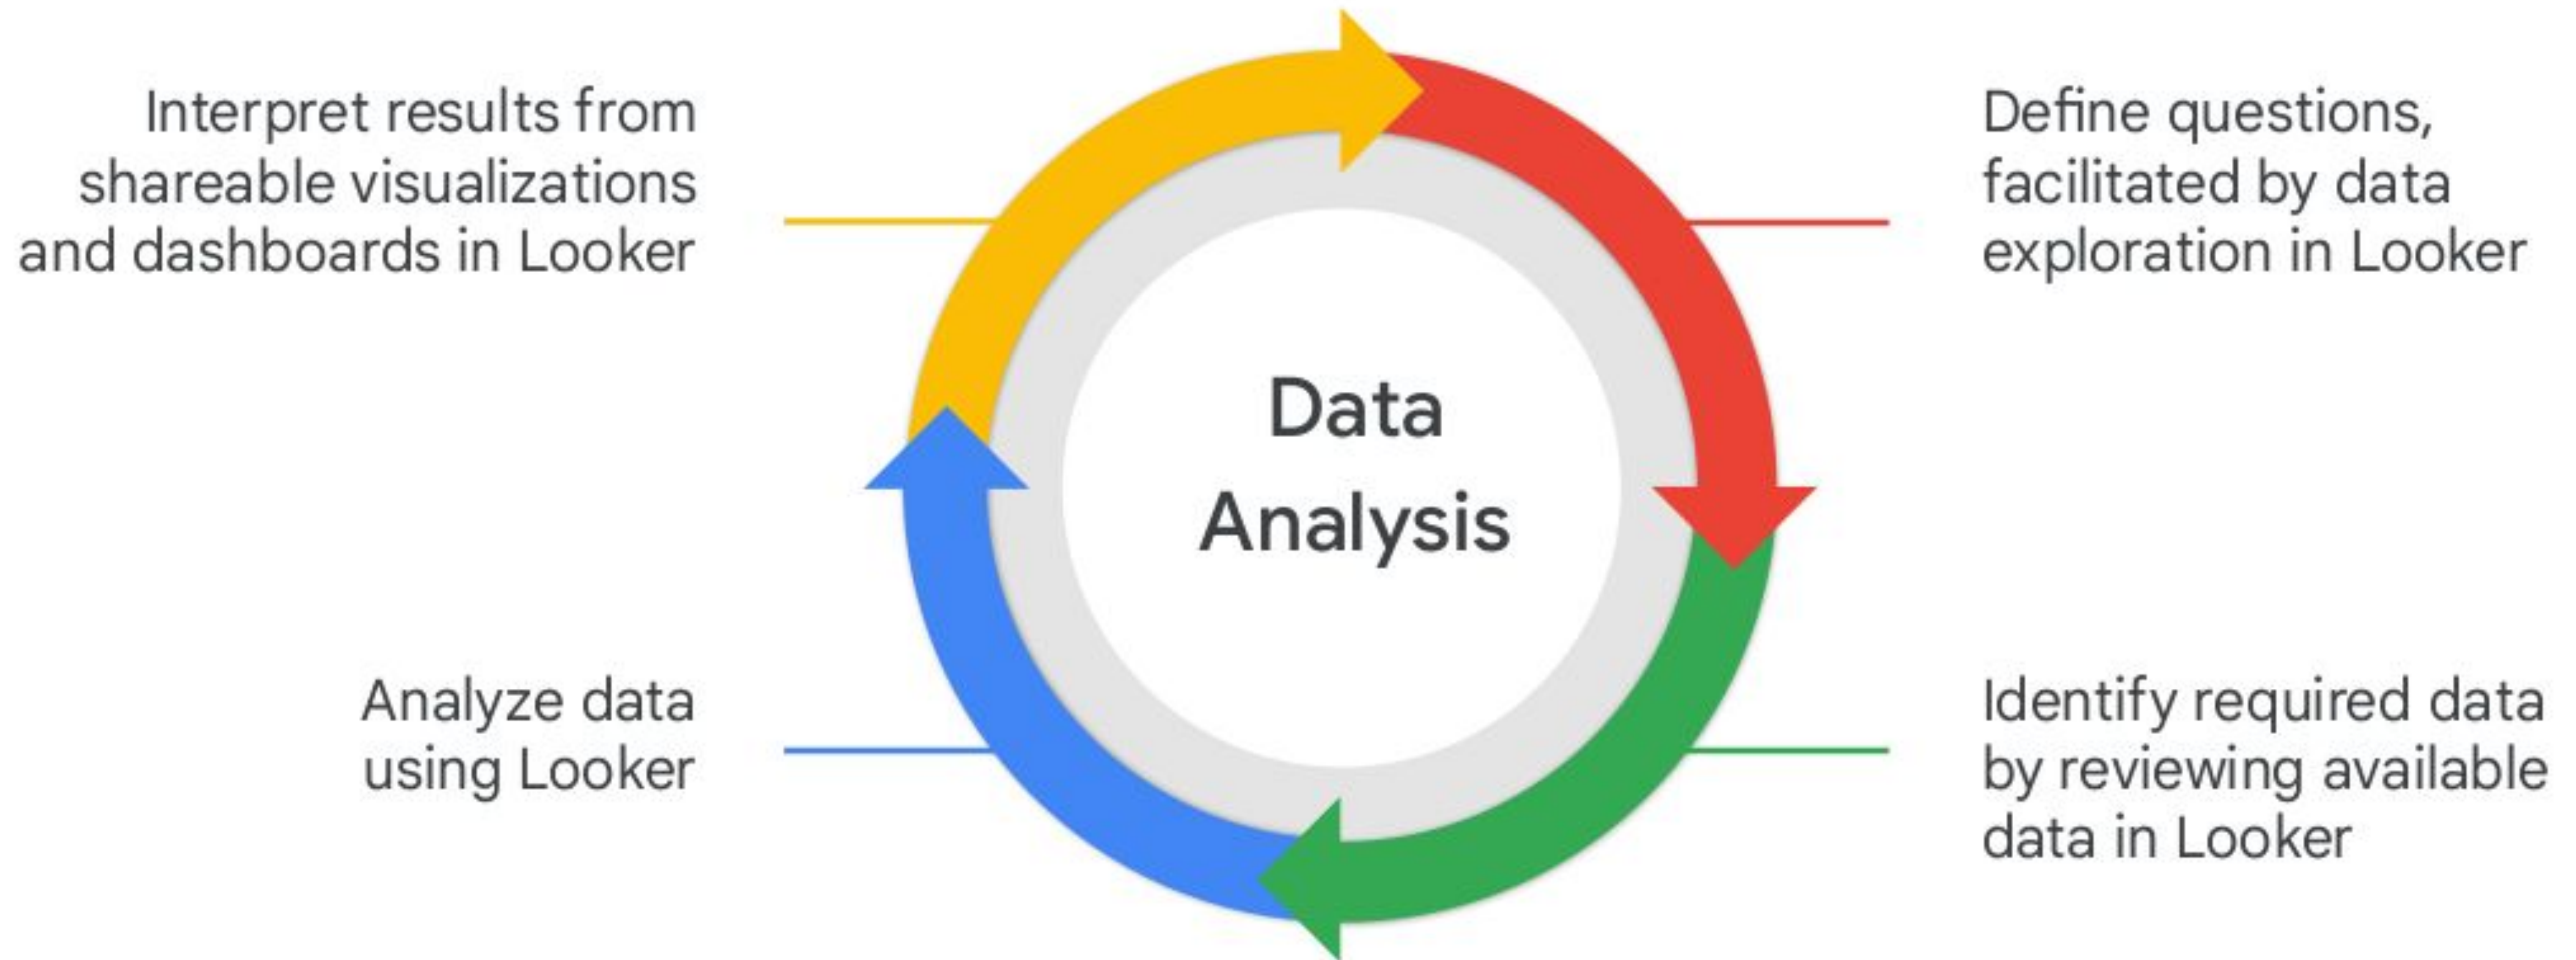 Interpret results from
shareable visualizations
and dashboards in Looker
Define questions,
facilitated by data
exploration in Looker
Data
Analysis
Analyze data
using Looker
Identify required data
by reviewing available
data in Looker